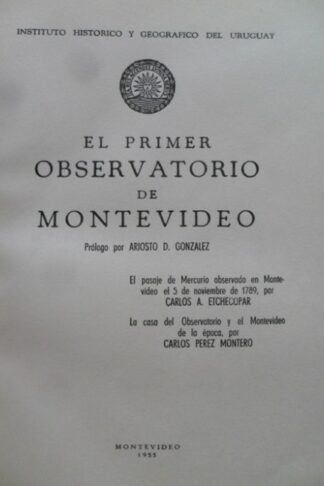 INSTITUTO HISTORICO Y GEOGRAFICO DEL URUGUAY
EL PRIMER
OBSERVATORIO
DE
MONTEVIDEO
Prólogo por ARIOSTO D. GONZALEZ
El pasaje de Mercurio observado en Monte-
video el 5 de noviembre de 1789, por
CARLOS A. ETCHECOPAR
La casa del Observatorio y el Montevideo
de la época, por
CARLOS PEREZ MONTERO
MONTEVIDEO
1955